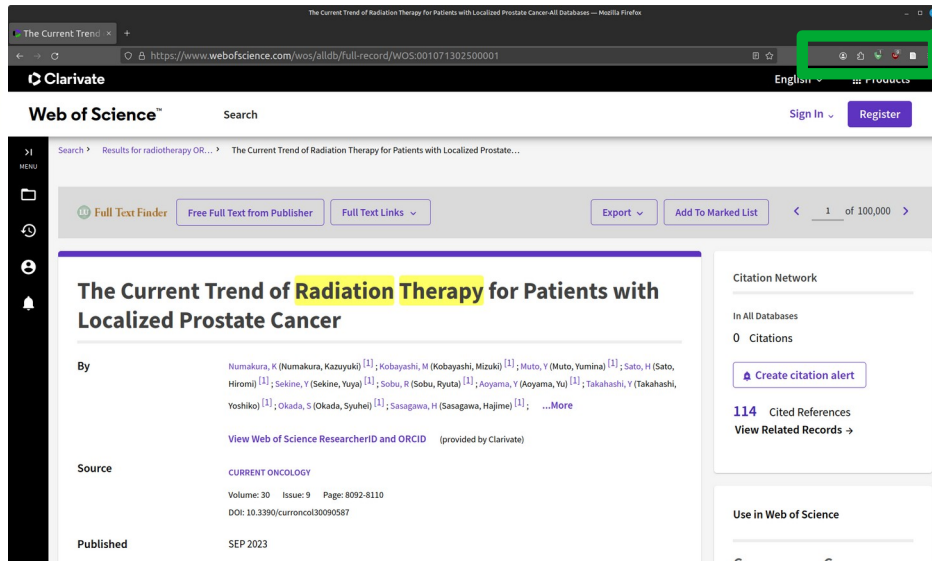 The Current Trend of Radiation Therapy for Patients with Localized Prostate Cancer-All Databases — Mozilla Firefox
The Current Trend
https://www.webofscience.com/wos/alldb/full-record/WOS:001071302500001
Clarivate
English
Products
Web of Science™
Search
Sign In
Register
MENU
Search > Results for radiotherapy OR... > The Current Trend of Radiation Therapy for Patients with Localized Prostate...
Full Text Finder
Free Full Text from Publisher
Full Text Links
Export
Add To Marked List
1 of 100,000
The Current Trend of Radiation Therapy for Patients with
Localized Prostate Cancer
By
Numakura, K (Numakura, Kazuyuki) [1] ; Kobayashi, M (Kobayashi, Mizuki) [1] ; Muto, Y (Muto, Yumina) [1] ; Sato, H (Sato,
Hiromi) [1] ; Sekine, Y (Sekine, Yuya) [1] ; Sobu, R (Sobu, Ryuta) [1] ; Aoyama, Y (Aoyama, Yu) [1] ; Takahashi, Y (Takahashi,
Yoshiko) [1] ; Okada, S (Okada, Syuhei) [1] ; Sasagawa, H (Sasagawa, Hajime) [1] ; ...More
View Web of Science ResearcherID and ORCID (provided by Clarivate)
Source
CURRENT ONCOLOGY
Volume: 30 Issue: 9 Page: 8092-8110
DOI: 10.3390/curroncol30090587
Published
SEP 2023
Citation Network
In All Databases
0 Citations
Create citation alert
114 Cited References
View Related Records →
Use in Web of Science